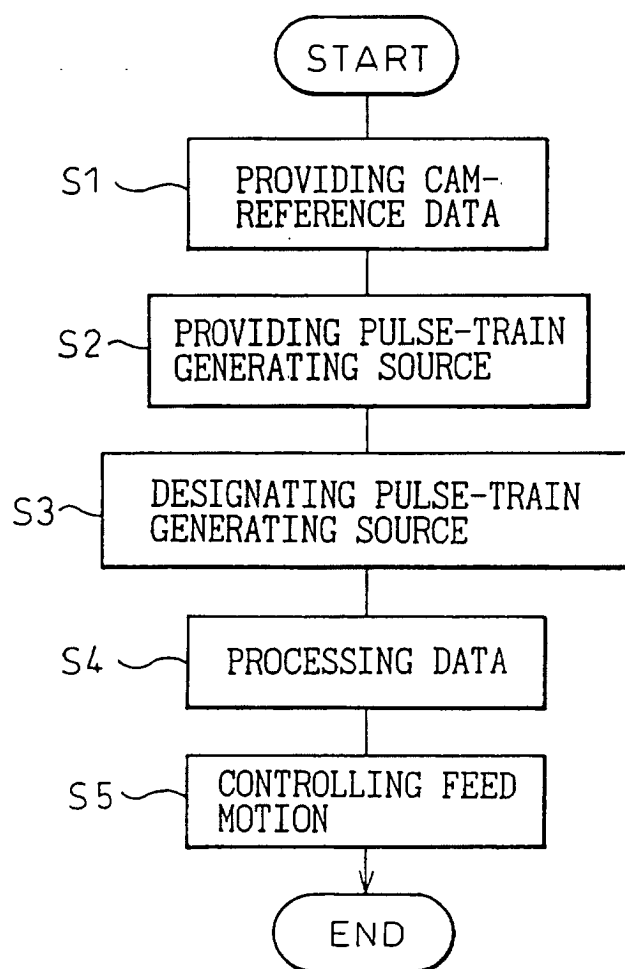 START
S1
PROVIDING CAM-
REFERENCE DATA
S2
PROVIDING PULSE-TRAIN
GENERATING SOURCE
S3
DESIGNATING PULSE-TRAIN
GENERATING SOURCE
S4
PROCESSING DATA
S5
CONTROLLING FEED
MOTION
END